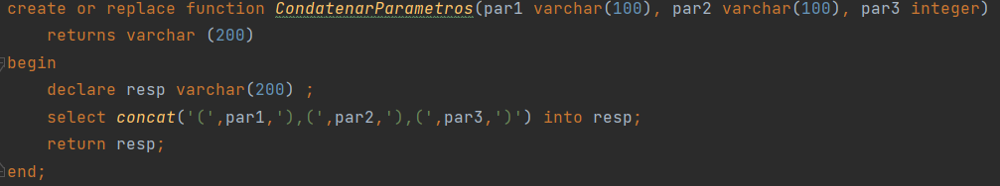 create or replace function CondatenarParametros(par1 varchar(100), par2 varchar(100), par3 integer)
    returns varchar (200)
begin
    declare resp varchar(200) ;
    select concat('(',par1,'),(',par2,'),(',par3,')') into resp;
    return resp;
end;